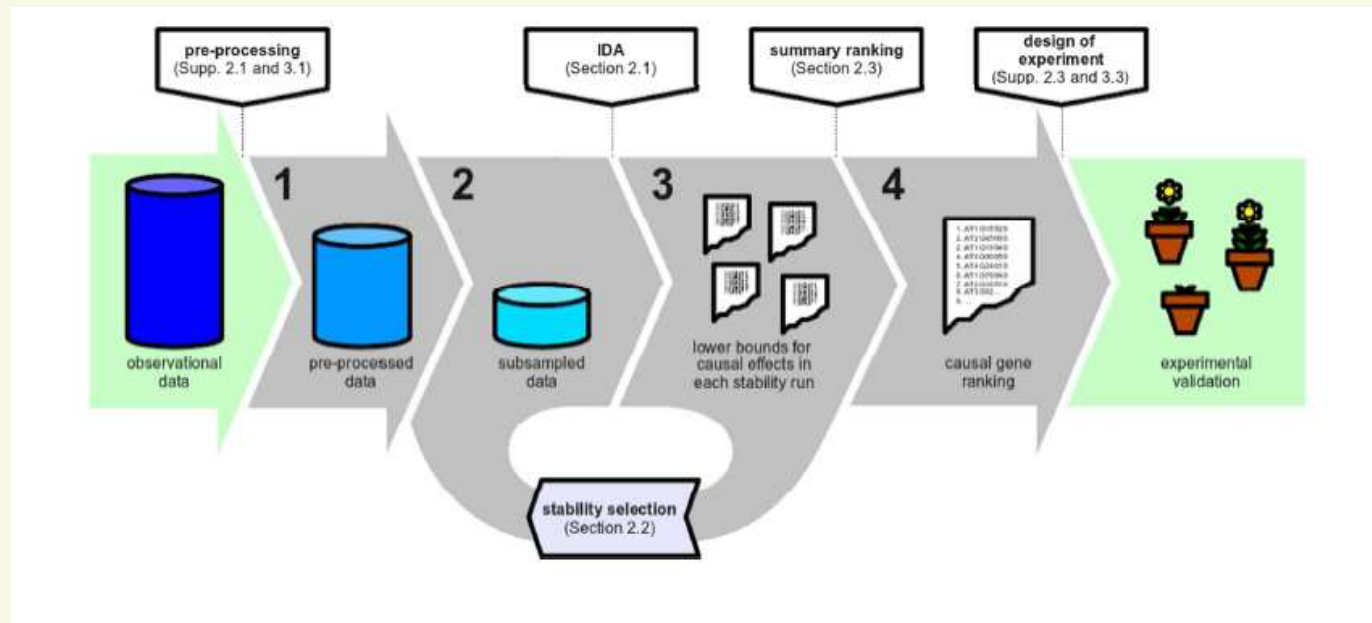 pre-processing
(Supp. 2.1 and 3.1)
IDA
(Section 2.1)
summary ranking
(Section 2.3)
design of
experiment
(Supp. 2.3 and 3.3)
1
2
3
4
observational
data
pre-processed
data
subsampled
data
lower bounds for
causal effects in
each stability run
causal gene
ranking
experimental
validation
stability selection
(Section 2.2)